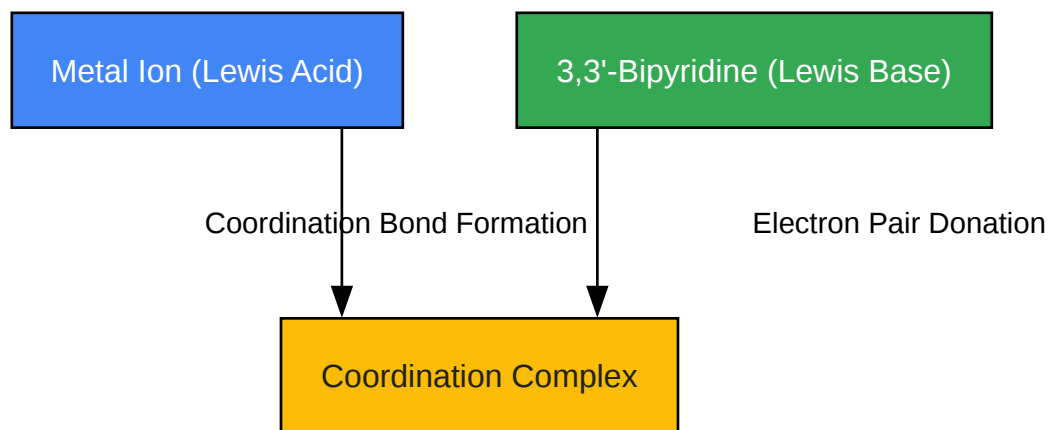 Metal Ion (Lewis Acid)
3,3'-Bipyridine (Lewis Base)
Coordination Bond Formation
Electron Pair Donation
Coordination Complex